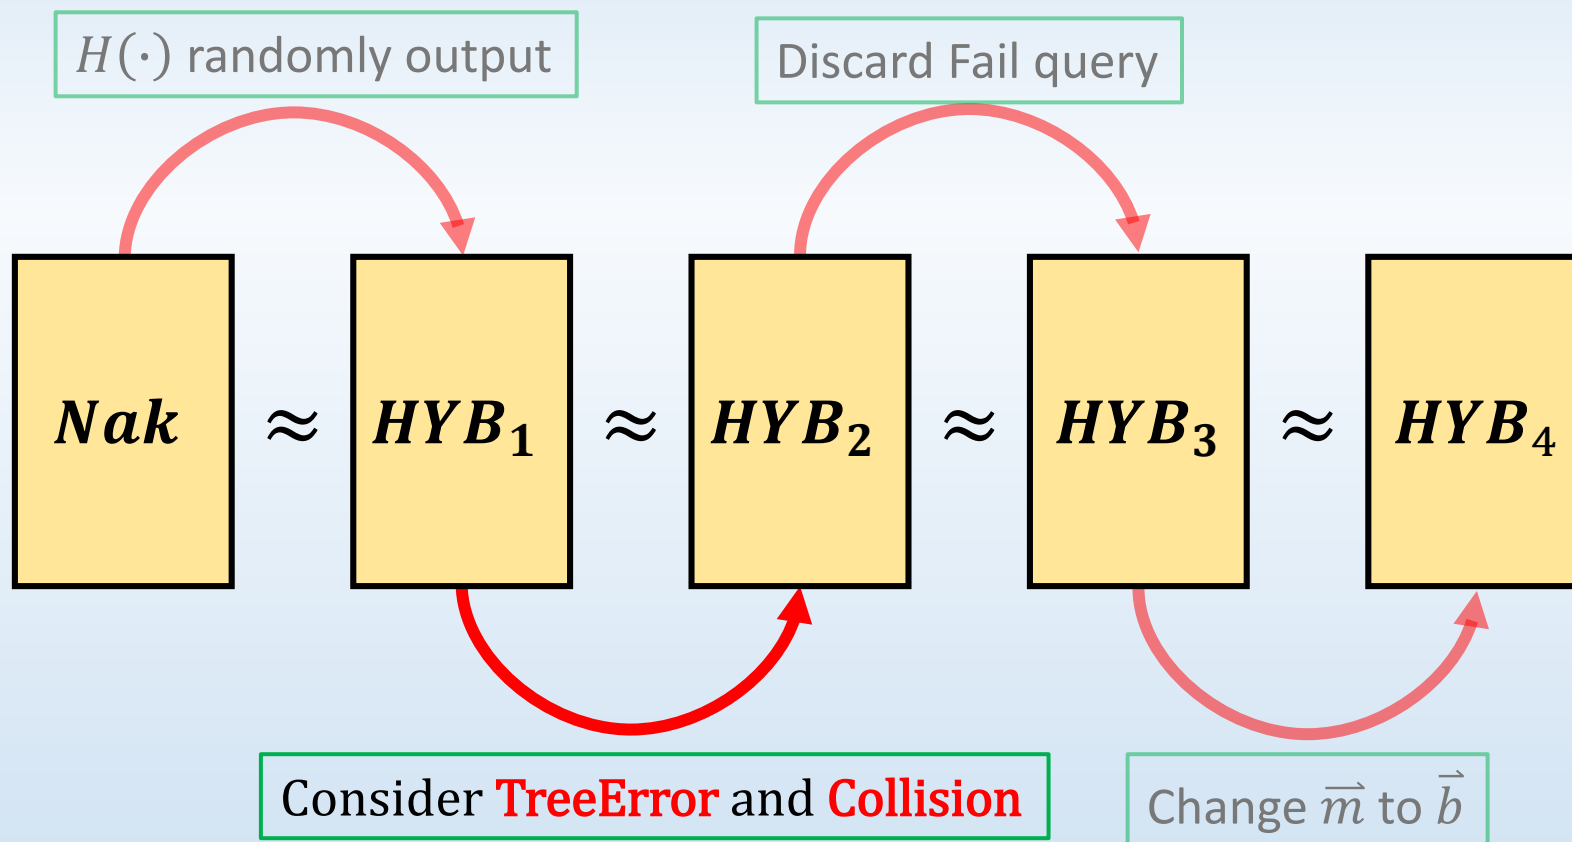 H(·) randomly output
Discard Fail query
Nak ≈ HYB₁ ≈ HYB₂ ≈ HYB₃ ≈ HYB₄
Consider TreeError and Collision
Change m⃗ to b⃗